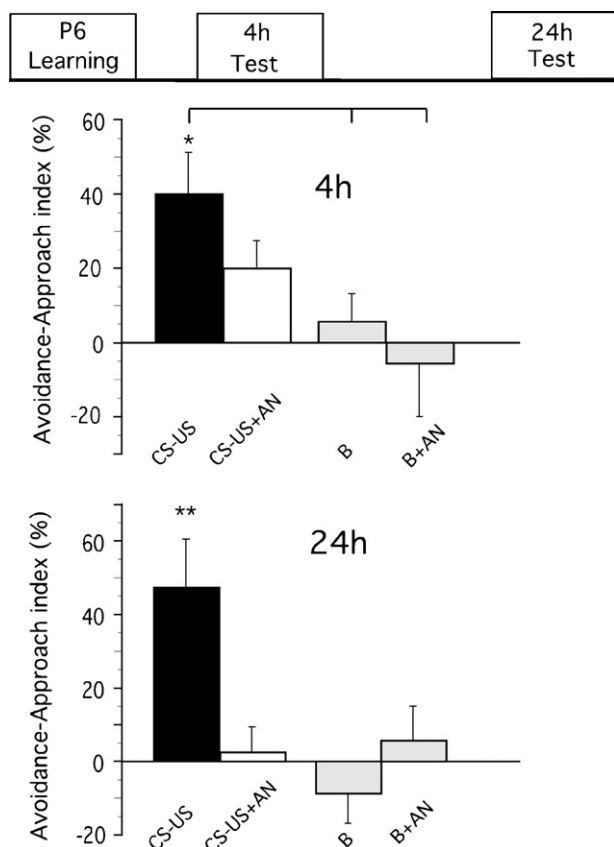 P6 Learning
4h Test
24h Test
Avoidance-Approach index (%)
60
40
20
0
-20
*
4h
CS-US
CS-US+AN
B
B+AN
Avoidance-Approach index (%)
60
40
20
0
-20
**
24h
CS-US
CS-US+AN
B
B+AN